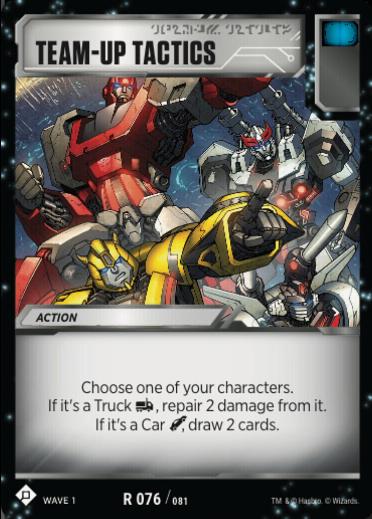 TEAM-UP TACTICS
ACTION
Choose one of your characters.
If it's a Truck , repair 2 damage from it.
If it's a Car , draw 2 cards.
WAVE 1 R 076 / 081 TM & © Hasbro. © Wizards.